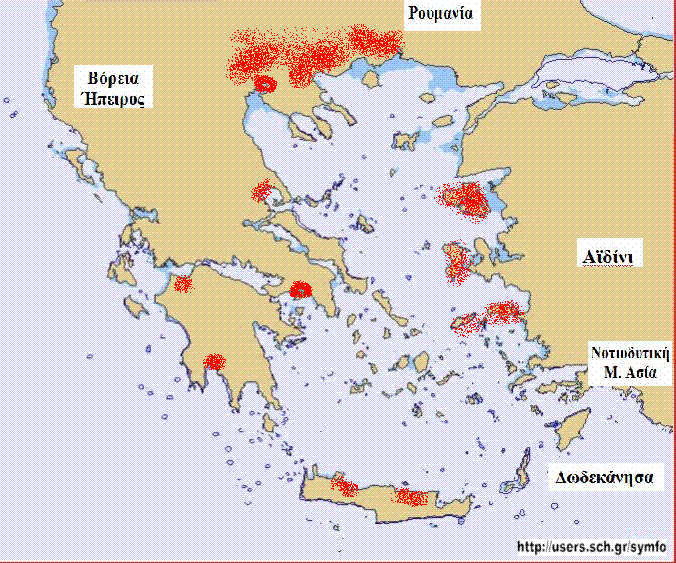 Ρουμανία
Βόρεια
Ήπειρος
Αϊδίνι
Νοτιοδυτική
Μ. Ασία
Δωδεκάνησα
http://users.sch.gr/symfo